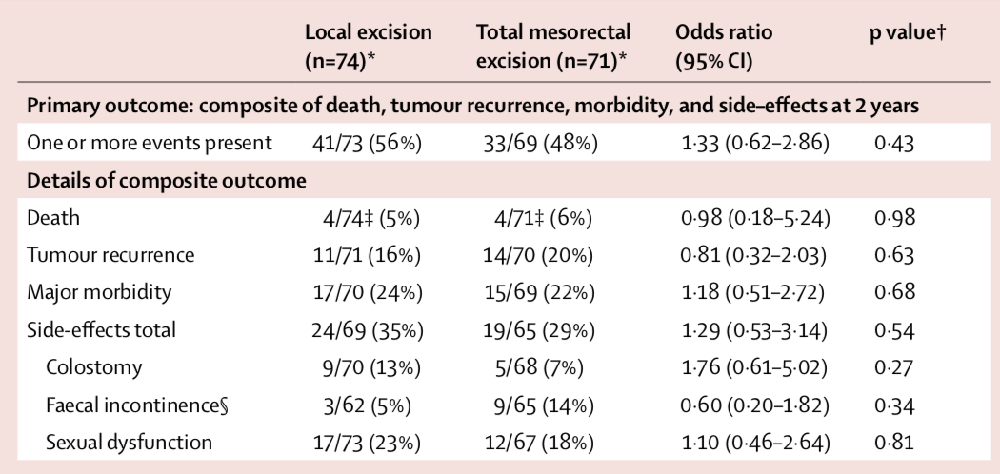 Local excision (n=74)* Total mesorectal excision (n=71)* Odds ratio (95% CI) p value†
Primary outcome: composite of death, tumour recurrence, morbidity, and side–effects at 2 years
One or more events present 41/73 (56%) 33/69 (48%) 1·33 (0·62–2·86) 0·43
Details of composite outcome
Death 4/74‡ (5%) 4/71‡ (6%) 0·98 (0·18–5·24) 0·98
Tumour recurrence 11/71 (16%) 14/70 (20%) 0·81 (0·32–2·03) 0·63
Major morbidity 17/70 (24%) 15/69 (22%) 1·18 (0·51–2·72) 0·68
Side-effects total 24/69 (35%) 19/65 (29%) 1·29 (0·53–3·14) 0·54
Colostomy 9/70 (13%) 5/68 (7%) 1·76 (0·61–5·02) 0·27
Faecal incontinence§ 3/62 (5%) 9/65 (14%) 0·60 (0·20–1·82) 0·34
Sexual dysfunction 17/73 (23%) 12/67 (18%) 1·10 (0·46–2·64) 0·81